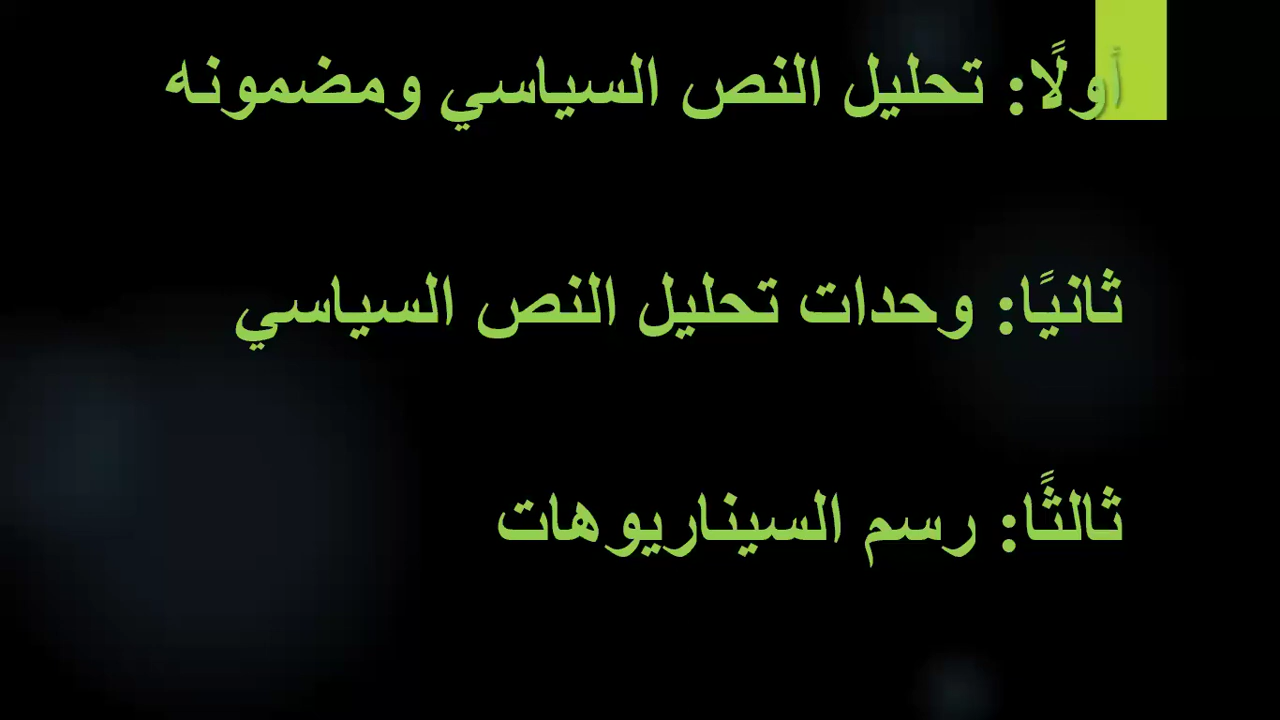 أولًا: تحليل النص السياسي ومضمونه
ثانيًا: وحدات تحليل النص السياسي
ثالثًا: رسم السيناريوهات